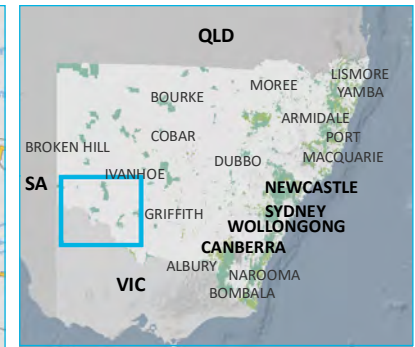 QLD
LISMORE
MOREE
YAMBA
BOURKE
ARMIDALE
COBAR
PORT
BROKEN HILL
DUBBO
MACQUARIE
IVANHOE
SA
NEWCASTLE
GRIFFITH
SYDNEY
WOLLONGONG
CANBERRA
ALBURY
NAROOMA
VIC
BOMBALA